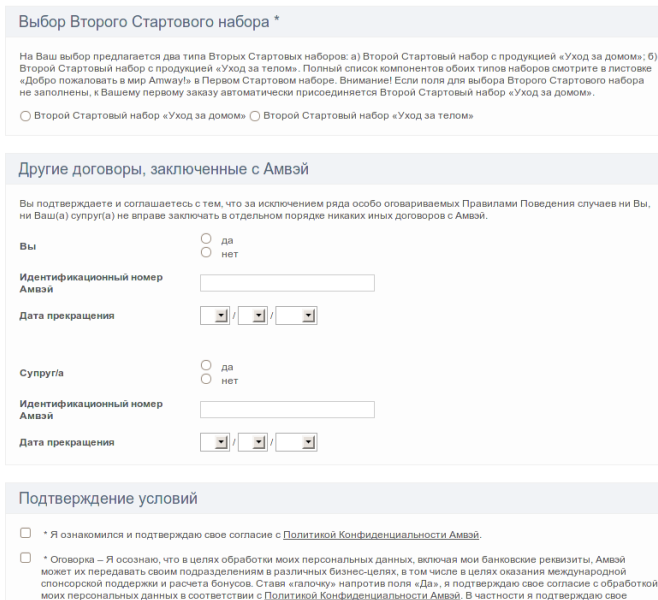 Выбор Второго Стартового набора *
На Ваш выбор предлагается два типа Вторых Стартовых наборов: а) Второй Стартовый набор с продукцией «Уход за домом»; б)
Второй Стартовый набор с продукцией «Уход за телом». Полный список компонентов обоих типов наборов смотрите в листовке
«Добро пожаловать в мир Amway!» в Первом Стартовом наборе. Внимание! Если поля для выбора Второго Стартового набора
не заполнены, к Вашему первому заказу автоматически присоединяется Второй Стартовый набор «Уход за домом».
Второй Стартовый набор «Уход за домом» Второй Стартовый набор «Уход за телом»
Другие договоры, заключенные с Амвэй
Вы подтверждаете и соглашаетесь с тем, что за исключением ряда особо оговариваемых Правилами Поведения случаев ни Вы,
ни Ваш(а) супруг(а) не вправе заключать в отдельном порядке никаких иных договоров с Амвэй.
Вы
да
нет
Идентификационный номер
Амвэй
Дата прекращения / /
Супруг/а
да
нет
Идентификационный номер
Амвэй
Дата прекращения / /
Подтверждение условий
* Я ознакомился и подтверждаю свое согласие с Политикой Конфиденциальности Амвэй.
* Оговорка – Я осознаю, что в целях обработки моих персональных данных, включая мои банковские реквизиты, Амвэй
может их передавать своим подразделениям в различных бизнес-целях, в том числе в целях оказания международной
спонсорской поддержки и расчета бонусов. Ставя «галочку» напротив поля «Да», я подтверждаю свое согласие с обработкой
моих персональных данных в соответствии с Политикой Конфиденциальности Амвэй. В частности я подтверждаю свое